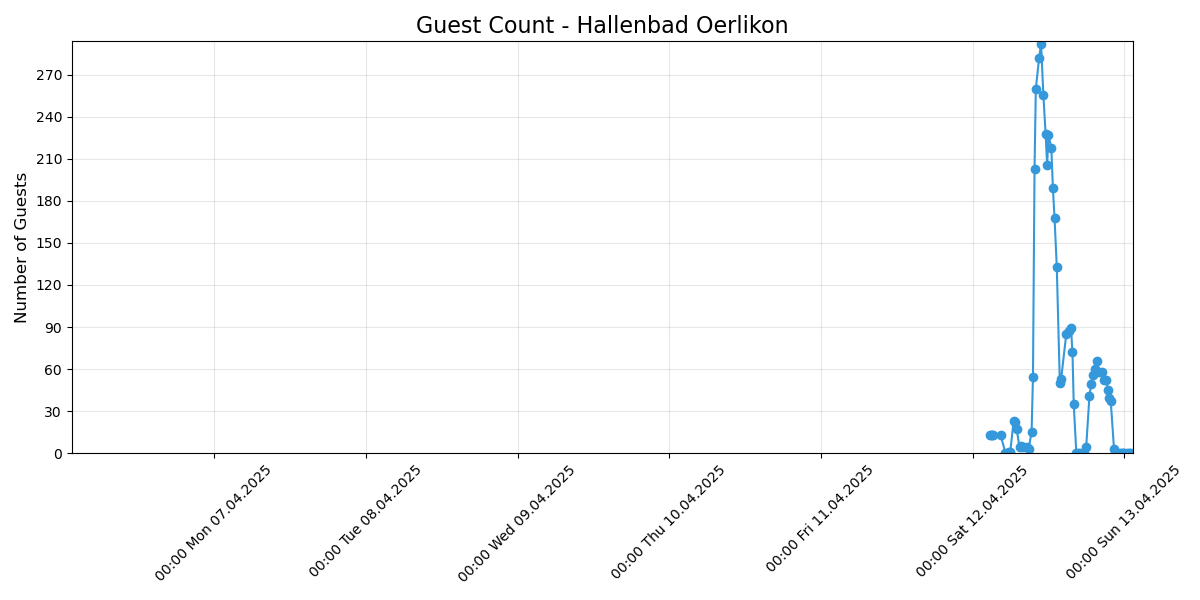 Guest Count - Hallenbad Oerlikon
Number of Guests
270
240
210
180
150
120
90
60
30
0
00:00 Mon 07.04.2025
00:00 Tue 08.04.2025
00:00 Wed 09.04.2025
00:00 Thu 10.04.2025
00:00 Fri 11.04.2025
00:00 Sat 12.04.2025
00:00 Sun 13.04.2025